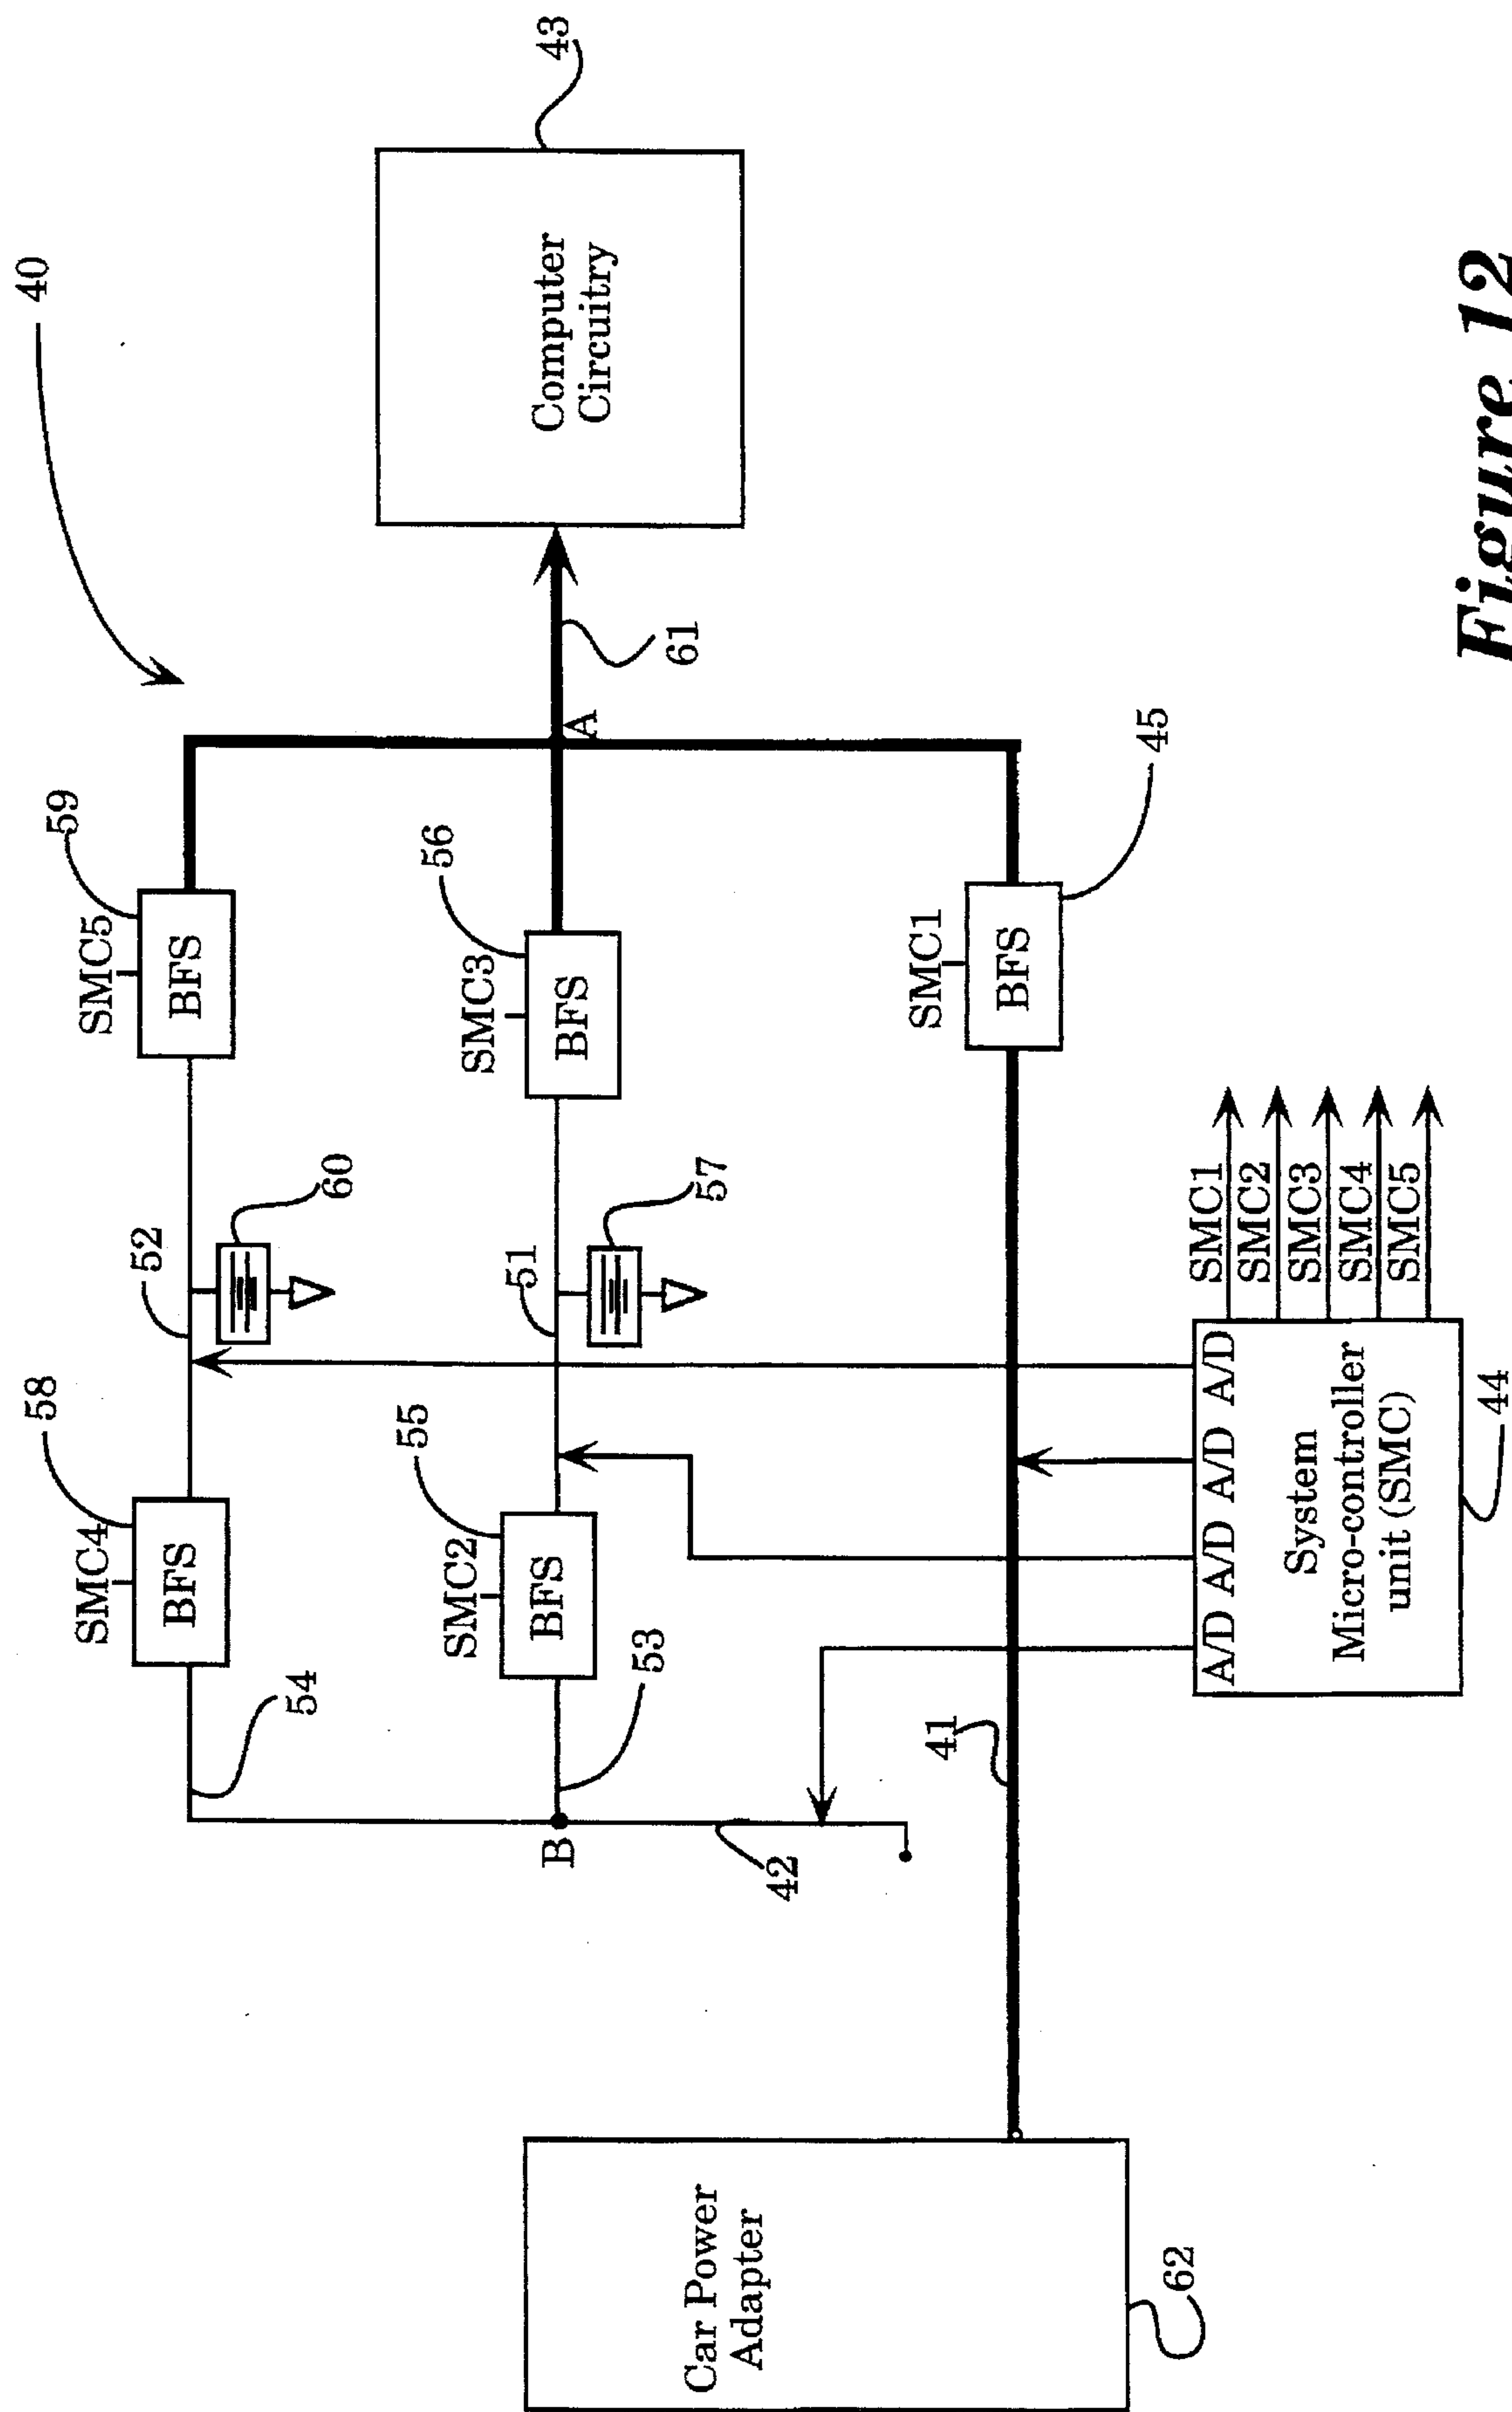 40
59
SMC5
BFS
52
60
58
SMC4
BFS
54
Computer
Circuitry
43
61
A
56
SMC3
BFS
51
57
55
SMC2
BFS
53
B
42
45
SMC1
BFS
41
Car Power
Adapter
62
A/D A/D A/D A/D
System
Micro-controller
unit (SMC)
44
SMC1
SMC2
SMC3
SMC4
SMC5
Figure 12